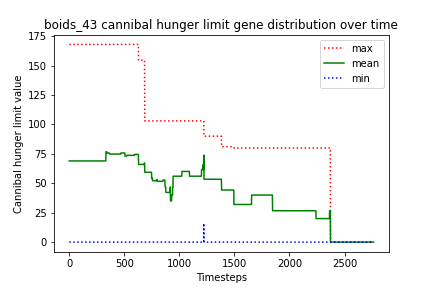 boids_43 cannibal hunger limit gene distribution over time
Cannibal hunger limit value
175
150
125
100
75
50
25
0
max
mean
min
0
500
1000
1500
2000
2500
Timesteps